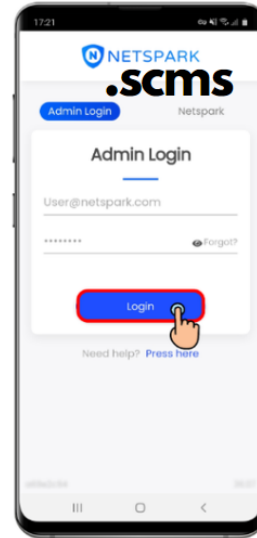 17:21
NETSPARK
.scms
Admin Login Netspark
Admin Login
User@netspark.com
******** Forgot?
Login
Need help? Press here